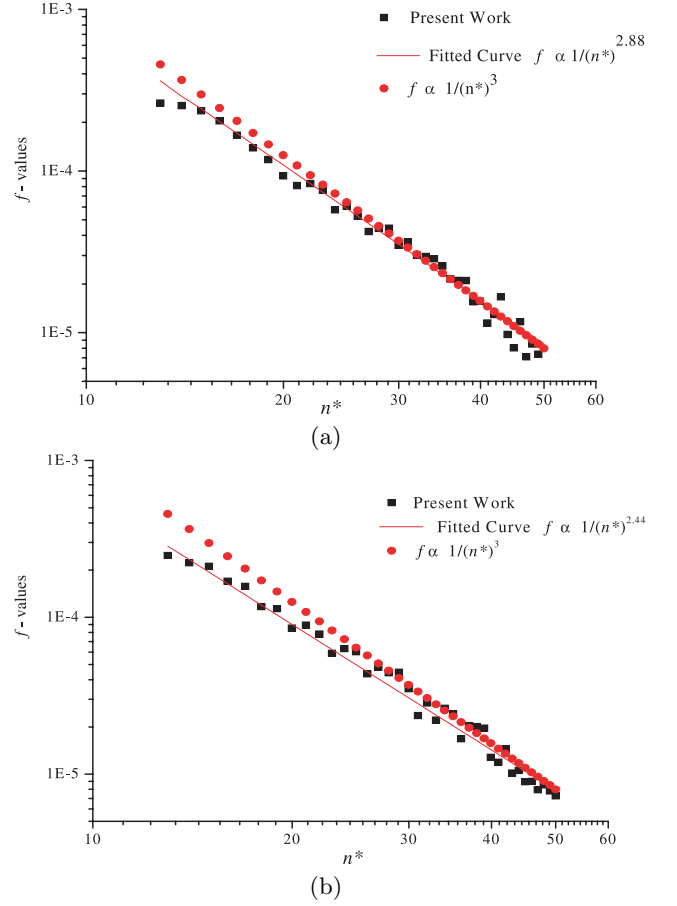 1E-3
Present Work
Fitted Curve f α 1/(n*)^2.88
f α 1/(n*)^3
1E-4
f - values
1E-5
10 20 30 40 50 60
n*
(a)
1E-3
Present Work
Fitted Curve f α 1/(n*)^2.44
f α 1/(n*)^3
1E-4
f - values
1E-5
10 20 30 40 50 60
n*
(b)